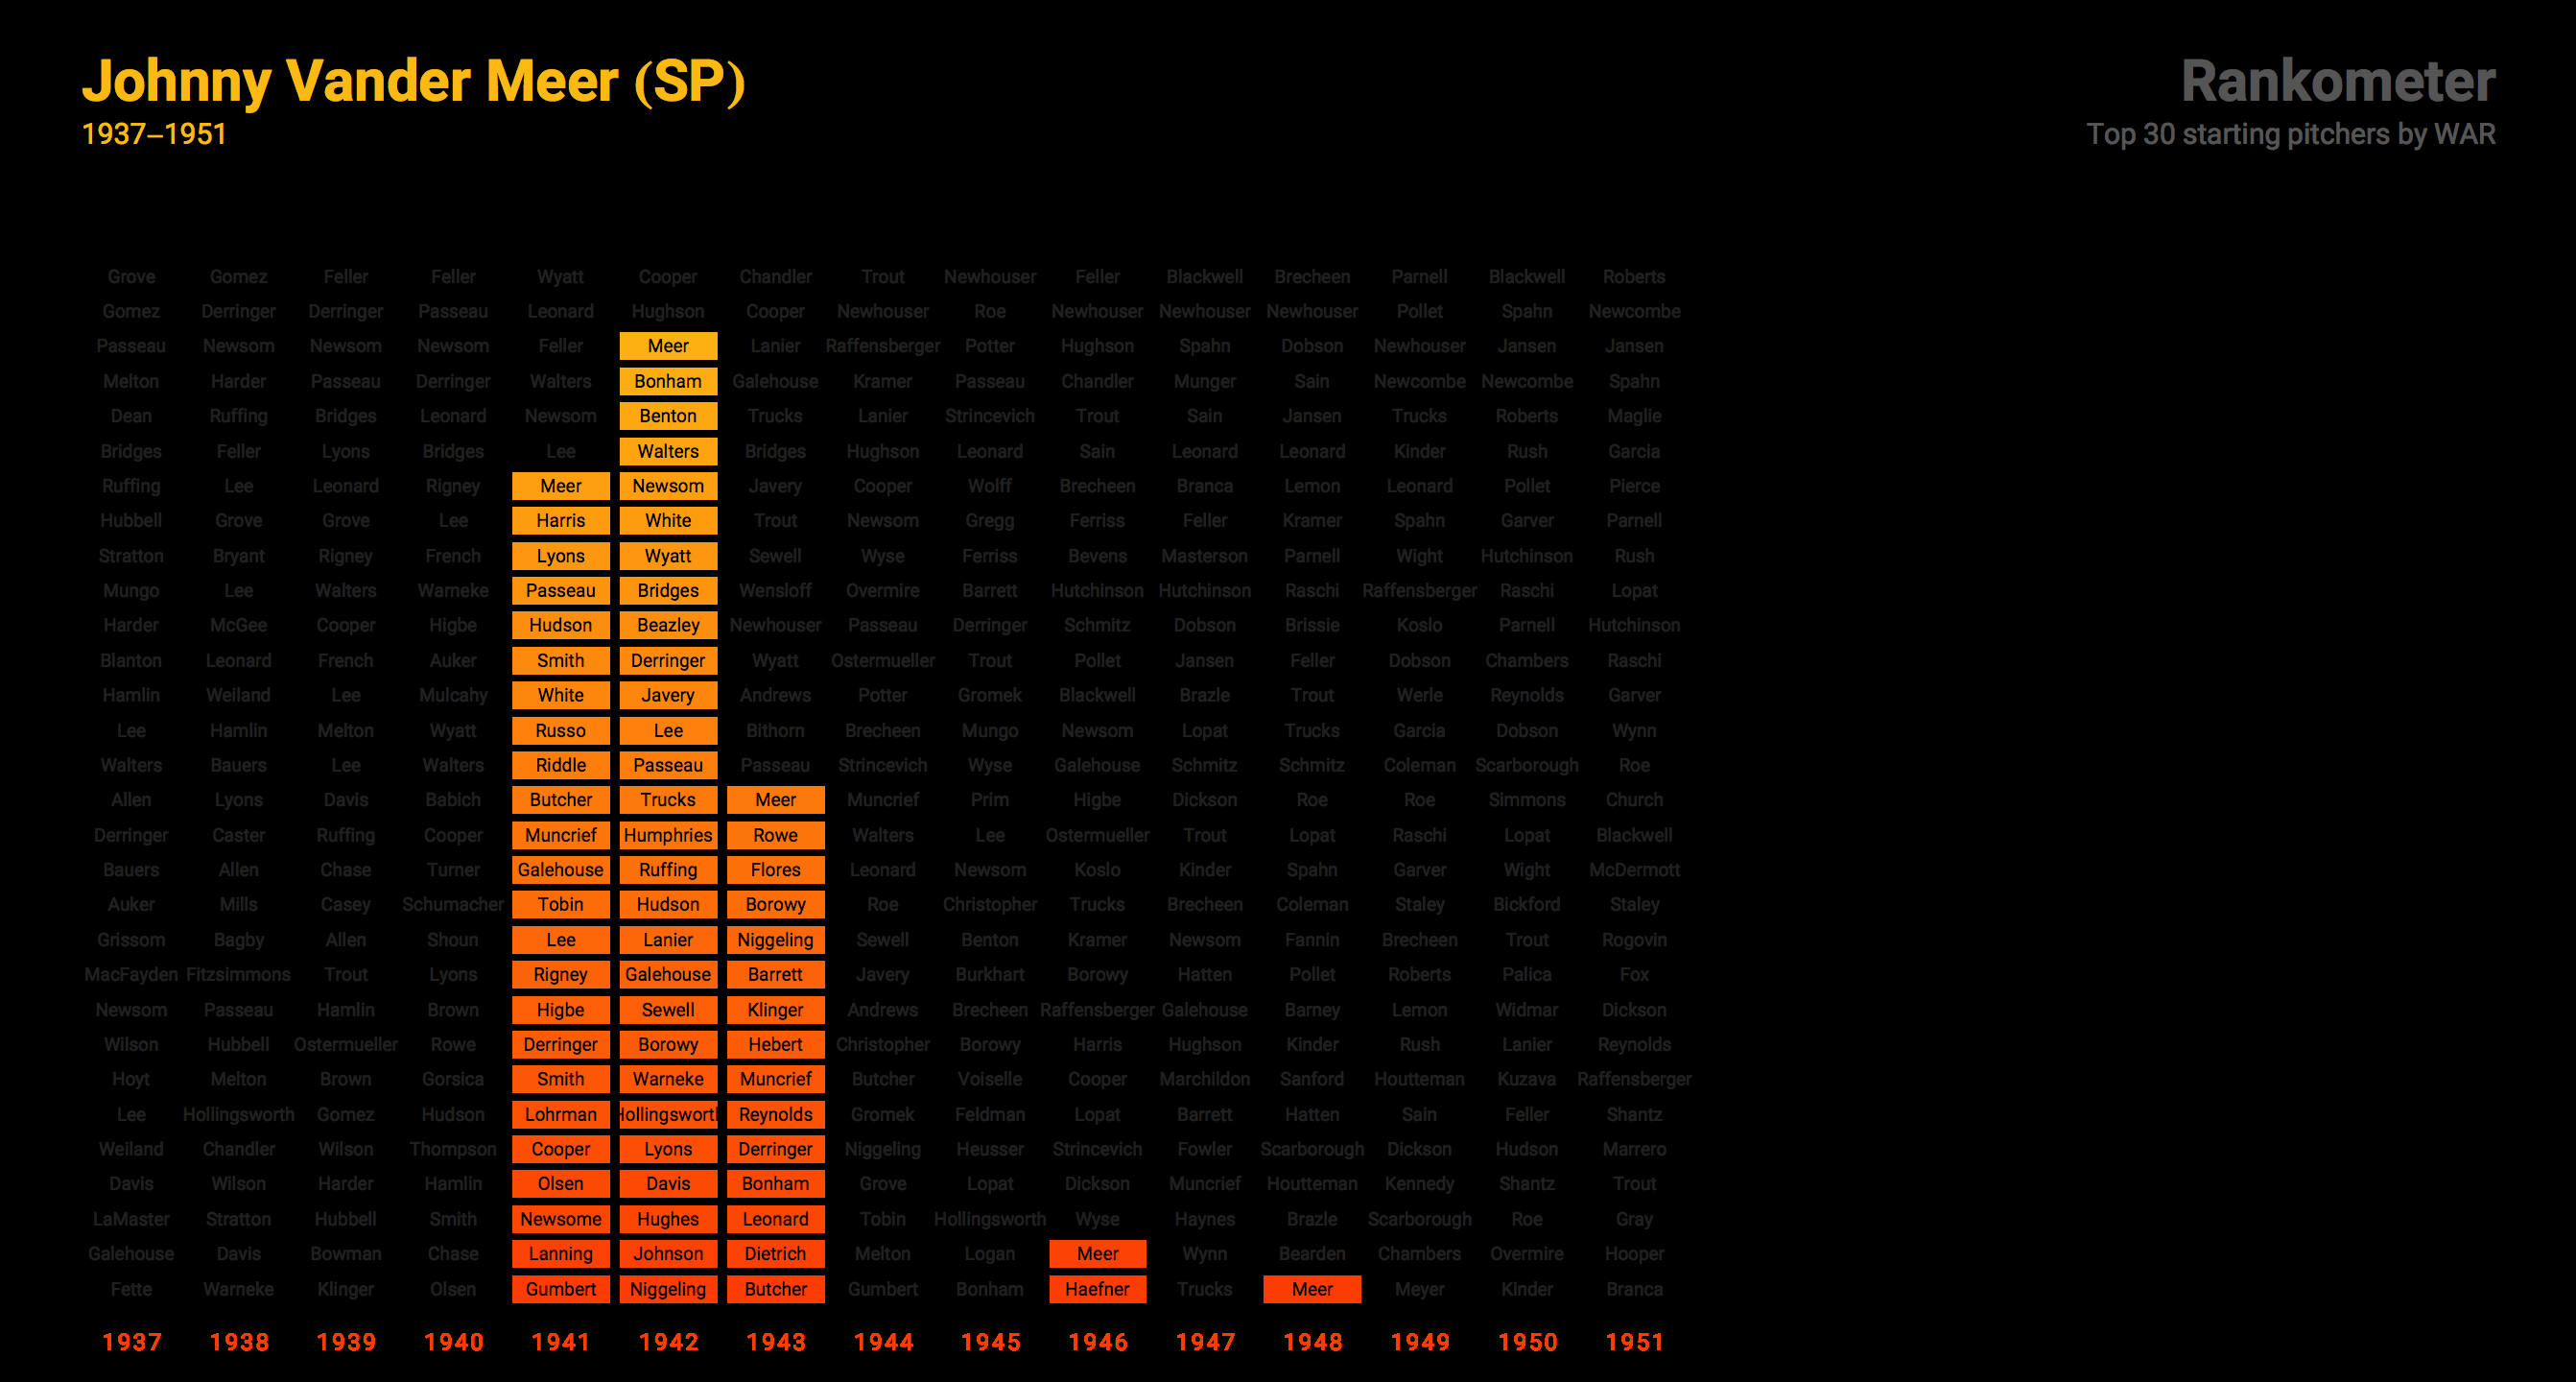 Johnny Vander Meer (SP) Rankometer
1937–1951 Top 30 starting pitchers by WAR
Grove Gomez Feller Feller Wyatt Cooper Chandler Trout Newhouser Feller Blackwell Brecheen Parnell Blackwell Roberts
Gomez Derringer Derringer Passeau Leonard Hughson Cooper Newhouser Roe Newhouser Newhouser Newhouser Pollet Spahn Newcombe
Passeau Newsom Newsom Newsom Feller Meer Lanier Raffensberger Potter Hughson Spahn Dobson Newhouser Jansen Jansen
Melton Harder Passeau Derringer Walters Bonham Galehouse Kramer Passeau Chandler Munger Sain Newcombe Newcombe Spahn
Dean Ruffing Bridges Leonard Newsom Benton Trucks Lanier Strincevich Trout Sain Jansen Trucks Roberts Maglie
Bridges Feller Lyons Bridges Lee Walters Bridges Hughson Leonard Sain Leonard Leonard Kinder Rush Garcia
Ruffing Lee Leonard Rigney Meer Newsom Javery Cooper Wolff Brecheen Branca Lemon Leonard Pollet Pierce
Hubbell Grove Grove Lee Harris White Trout Newsom Gregg Ferriss Feller Kramer Spahn Garver Parnell
Stratton Bryant Rigney French Lyons Wyatt Sewell Wyse Ferriss Bevens Masterson Parnell Wight Hutchinson Rush
Mungo Lee Walters Warneke Passeau Bridges Wensloff Overmire Barrett Hutchinson Hutchinson Raschi Raffensberger Raschi Lopat
Harder McGee Cooper Higbe Hudson Beazley Newhouser Passeau Derringer Schmitz Dobson Brissie Koslo Parnell Hutchinson
Blanton Leonard French Auker Smith Derringer Wyatt Ostermueller Trout Pollet Jansen Feller Dobson Chambers Raschi
Hamlin Weiland Lee Mulcahy White Javery Andrews Potter Gromek Blackwell Brazle Trout Werle Reynolds Garver
Lee Hamlin Melton Wyatt Russo Lee Bithorn Brecheen Mungo Newsom Lopat Trucks Garcia Dobson Wynn
Walters Bauers Lee Walters Riddle Passeau Passeau Strincevich Wyse Galehouse Schmitz Schmitz Coleman Scarborough Roe
Allen Lyons Davis Babich Butcher Trucks Meer Muncrief Prim Higbe Dickson Roe Roe Simmons Church
Derringer Caster Ruffing Cooper Muncrief Humphries Rowe Walters Lee Ostermueller Trout Lopat Raschi Lopat Blackwell
Bauers Allen Chase Turner Galehouse Ruffing Flores Leonard Newsom Koslo Kinder Spahn Garver Wight McDermott
Auker Mills Casey Schumacher Tobin Hudson Borowy Roe Christopher Trucks Brecheen Coleman Staley Bickford Staley
Grissom Bagby Allen Shoun Lee Lanier Niggeling Sewell Benton Kramer Newsom Fannin Brecheen Trout Rogovin
MacFayden Fitzsimmons Trout Lyons Rigney Galehouse Barrett Javery Burkhart Borowy Hatten Pollet Roberts Palica Fox
Newsom Passeau Hamlin Brown Higbe Sewell Klinger Andrews Brecheen Raffensberger Galehouse Barney Lemon Widmar Dickson
Wilson Hubbell Ostermueller Rowe Derringer Borowy Hebert Christopher Borowy Harris Hughson Kinder Rush Lanier Reynolds
Hoyt Melton Brown Gorsica Smith Warneke Muncrief Butcher Voiselle Cooper Marchildon Sanford Houtteman Kuzava Raffensberger
Lee Hollingsworth Gomez Hudson Lohrman Hollingsworth Reynolds Gromek Feldman Lopat Barrett Hatten Sain Feller Shantz
Weiland Chandler Wilson Thompson Cooper Lyons Derringer Niggeling Heusser Strincevich Fowler Scarborough Dickson Hudson Marrero
Davis Wilson Harder Hamlin Olsen Davis Bonham Grove Lopat Dickson Muncrief Houtteman Kennedy Shantz Trout
LaMaster Stratton Hubbell Smith Newsome Hughes Leonard Tobin Hollingsworth Wyse Haynes Brazle Scarborough Roe Gray
Galehouse Davis Bowman Chase Lanning Johnson Dietrich Melton Logan Meer Wynn Bearden Chambers Overmire Hooper
Fette Warneke Klinger Olsen Gumbert Niggeling Butcher Gumbert Bonham Haefner Trucks Meer Meyer Kinder Branca
1937 1938 1939 1940 1941 1942 1943 1944 1945 1946 1947 1948 1949 1950 1951